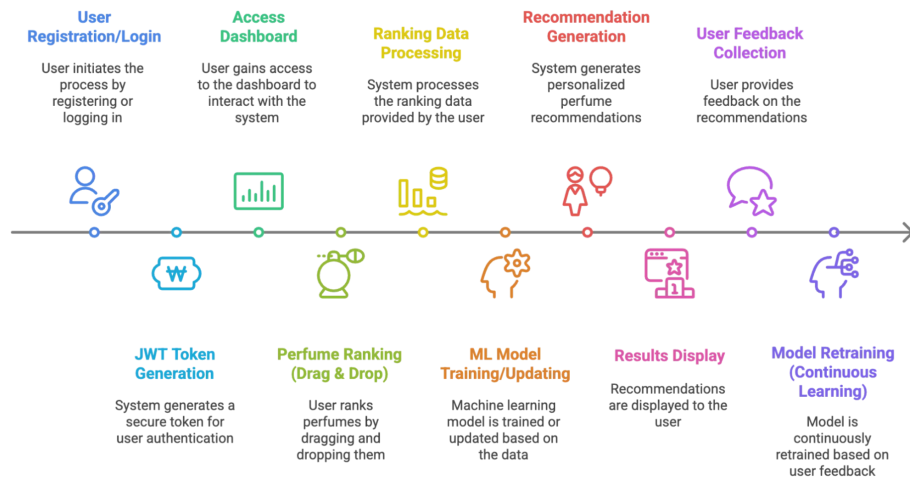 User
Registration/Login
User initiates the
process by
registering or
logging in
JWT Token
Generation
System generates a
secure token for
user authentication
Access
Dashboard
User gains access
to the dashboard to
interact with the
system
Perfume Ranking
(Drag & Drop)
User ranks
perfumes by
dragging and
dropping them
Ranking Data
Processing
System processes
the ranking data
provided by the user
ML Model
Training/Updating
Machine learning
model is trained or
updated based on
the data
Recommendation
Generation
System generates
personalized
perfume
recommendations
Results Display
Recommendations
are displayed to the
user
User Feedback
Collection
User provides
feedback on the
recommendations
Model Retraining
(Continuous
Learning)
Model is
continuously
retrained based on
user feedback
₩
1